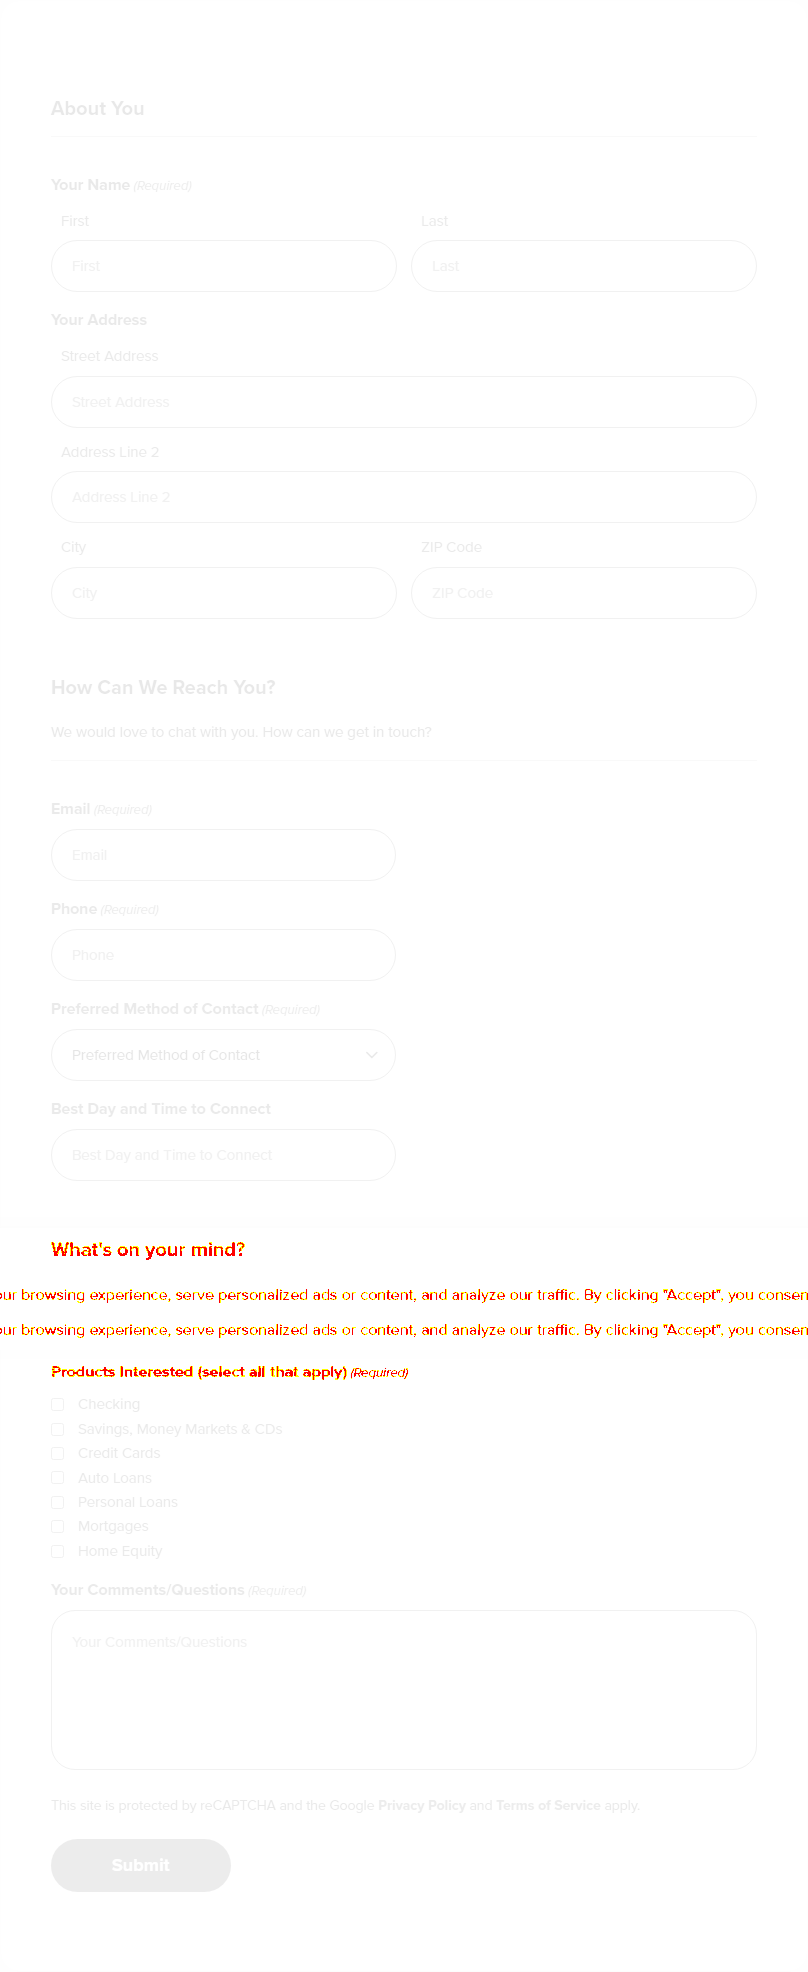 About You
Your Name (Required)
First Last
First Last
Your Address
Street Address
Street Address
Address Line 2
Address Line 2
City ZIP Code
City ZIP Code
How Can We Reach You?
We would love to chat with you. How can we get in touch?
Email (Required)
Email
Phone (Required)
Phone
Preferred Method of Contact (Required)
Preferred Method of Contact
Best Day and Time to Connect
Best Day and Time to Connect
What's on your mind?
browsing experience, serve personalized ads or content, and analyze our traffic. By clicking "Accept", you
browsing experience, serve personalized ads or content, and analyze our traffic. By clicking "Accept", you
Products Interested (select all that apply) (Required)
Checking
Savings, Money Markets & CDs
Credit Cards
Auto Loans
Personal Loans
Mortgages
Home Equity
Your Comments/Questions (Required)
Your Comments/Questions
This site is protected by reCAPTCHA and the Google Privacy Policy and Terms of Service apply.
Submit